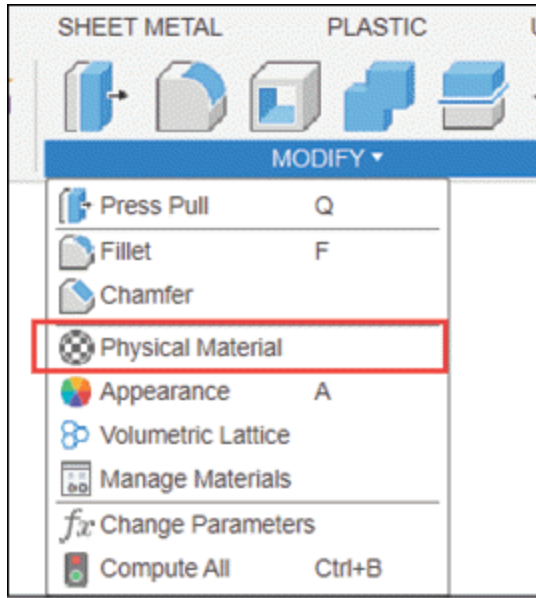 SHEET METAL PLASTIC
MODIFY
Press Pull Q
Fillet F
Chamfer
Physical Material
Appearance A
Volumetric Lattice
Manage Materials
fx Change Parameters
Compute All Ctrl+B